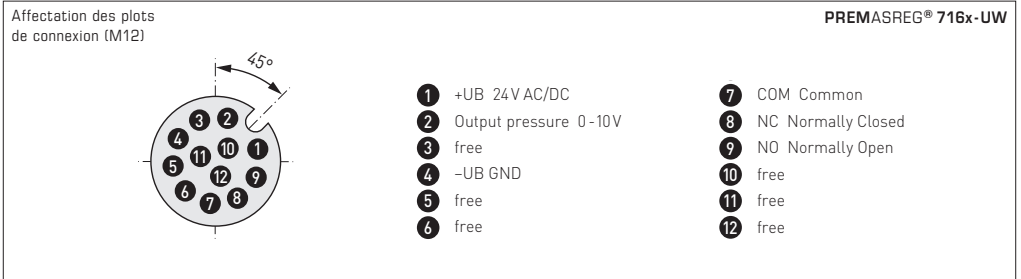 Affectation des plots
de connexion (M12)
PREMASREG® 716x-UW
45°
3 2
4 11 10 1
5 12 9
6 7 8
1 +UB 24 V AC/DC
2 Output pressure 0-10 V
3 free
4 –UB GND
5 free
6 free
7 COM Common
8 NC Normally Closed
9 NO Normally Open
10 free
11 free
12 free